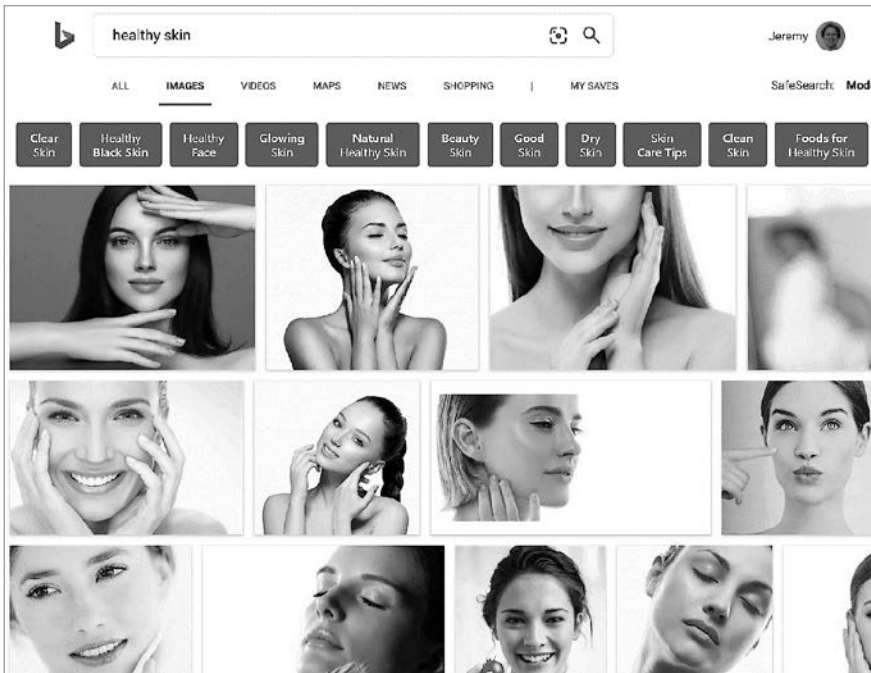 healthy skin
Jeremy
ALL IMAGES VIDEOS MAPS NEWS SHOPPING | MY SAVES
SafeSearch: Mod
Clear Skin
Healthy Black Skin
Healthy Face
Glowing Skin
Natural Healthy Skin
Beauty Skin
Good Skin
Dry Skin
Skin Care Tips
Clean Skin
Foods for Healthy Skin